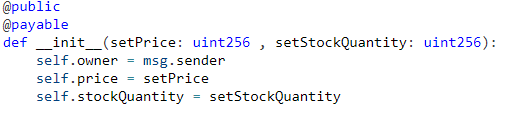 @public
@payable
def __init__(setPrice: uint256 , setStockQuantity: uint256):
    self.owner = msg.sender
    self.price = setPrice
    self.stockQuantity = setStockQuantity